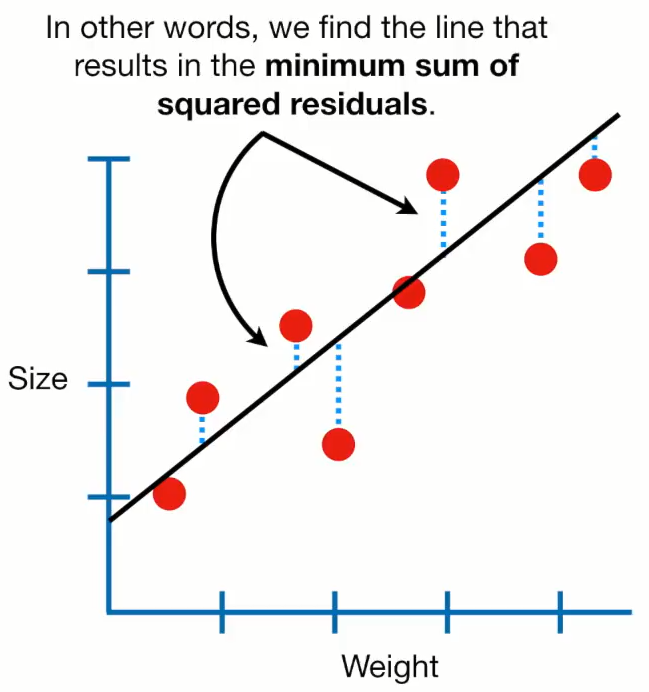 In other words, we find the line that
results in the minimum sum of
squared residuals.
Size
Weight